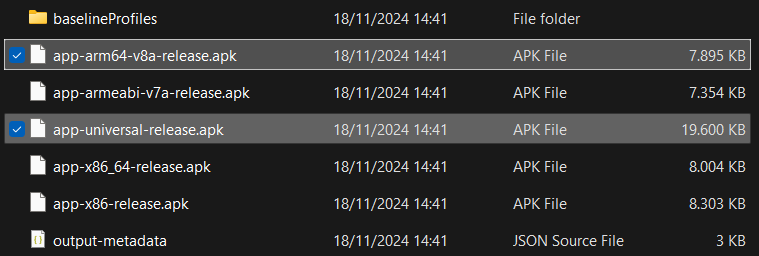 baselineProfiles 18/11/2024 14:41 File folder
app-arm64-v8a-release.apk 18/11/2024 14:41 APK File 7.895 KB
app-armeabi-v7a-release.apk 18/11/2024 14:41 APK File 7.354 KB
app-universal-release.apk 18/11/2024 14:41 APK File 19.600 KB
app-x86_64-release.apk 18/11/2024 14:41 APK File 8.004 KB
app-x86-release.apk 18/11/2024 14:41 APK File 8.303 KB
output-metadata 18/11/2024 14:41 JSON Source File 3 KB